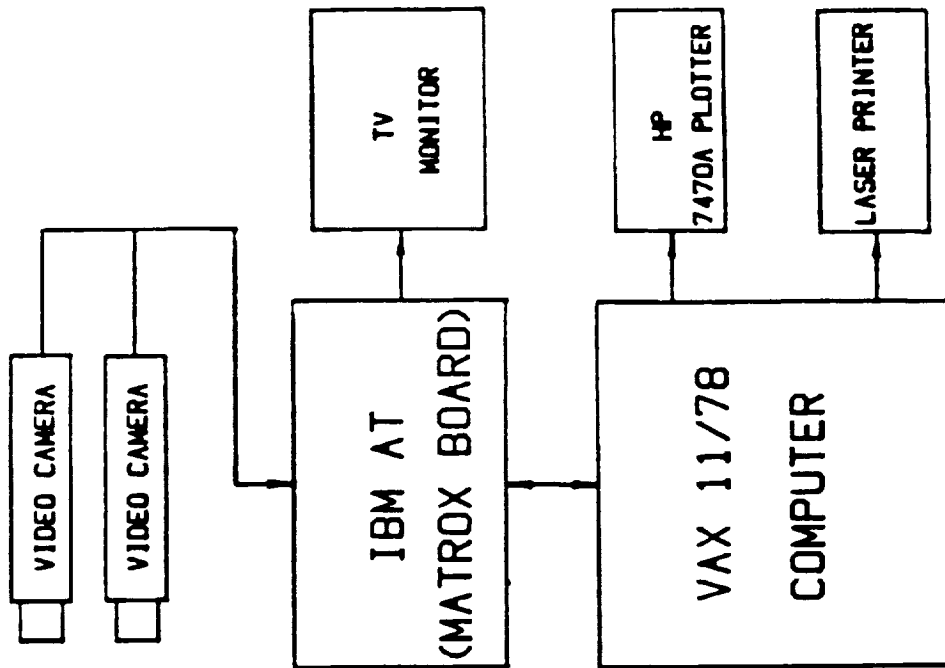 VIDEO CAMERA
VIDEO CAMERA
TV
MONITOR
IBM AT
(MATROX BOARD)
HP
7470A PLOTTER
VAX 11/78
COMPUTER
LASER PRINTER